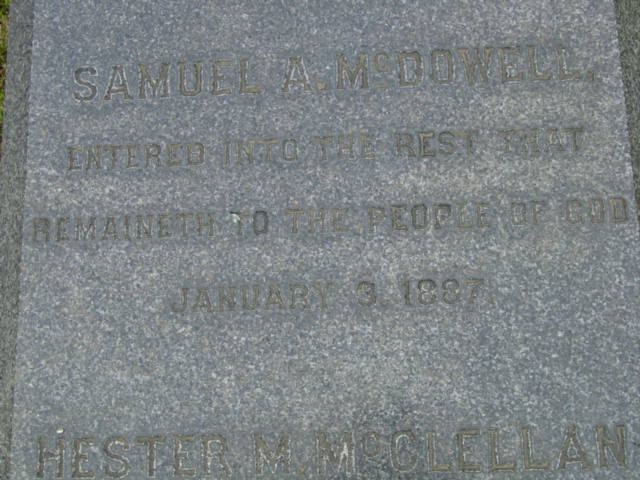 SAMUEL A. McDOWELL.
ENTERED INTO THE REST THAT
REMAINETH TO THE PEOPLE OF GOD
JANUARY 3, 1887.
HESTER M. McCLELLAN